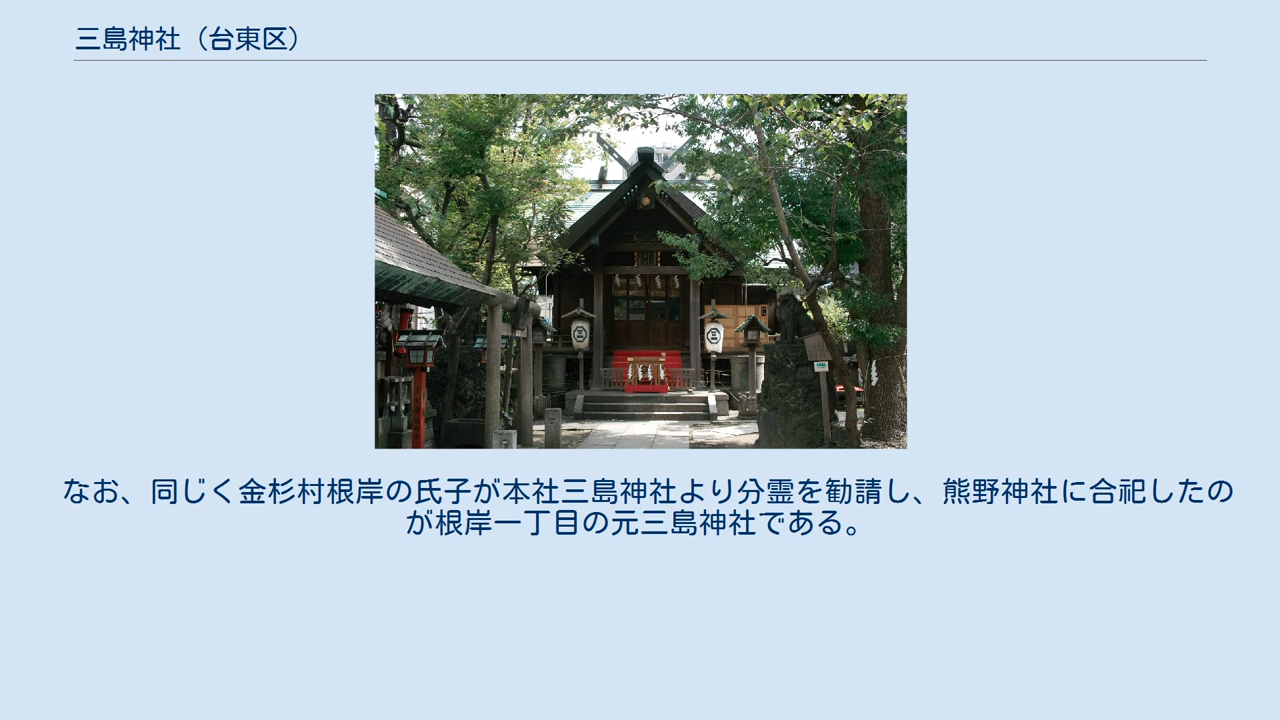 三島神社（台東区）
なお、同じく金杉村根岸の氏子が本社三島神社より分霊を勧請し、熊野神社に合祀したの
が根岸一丁目の元三島神社である。